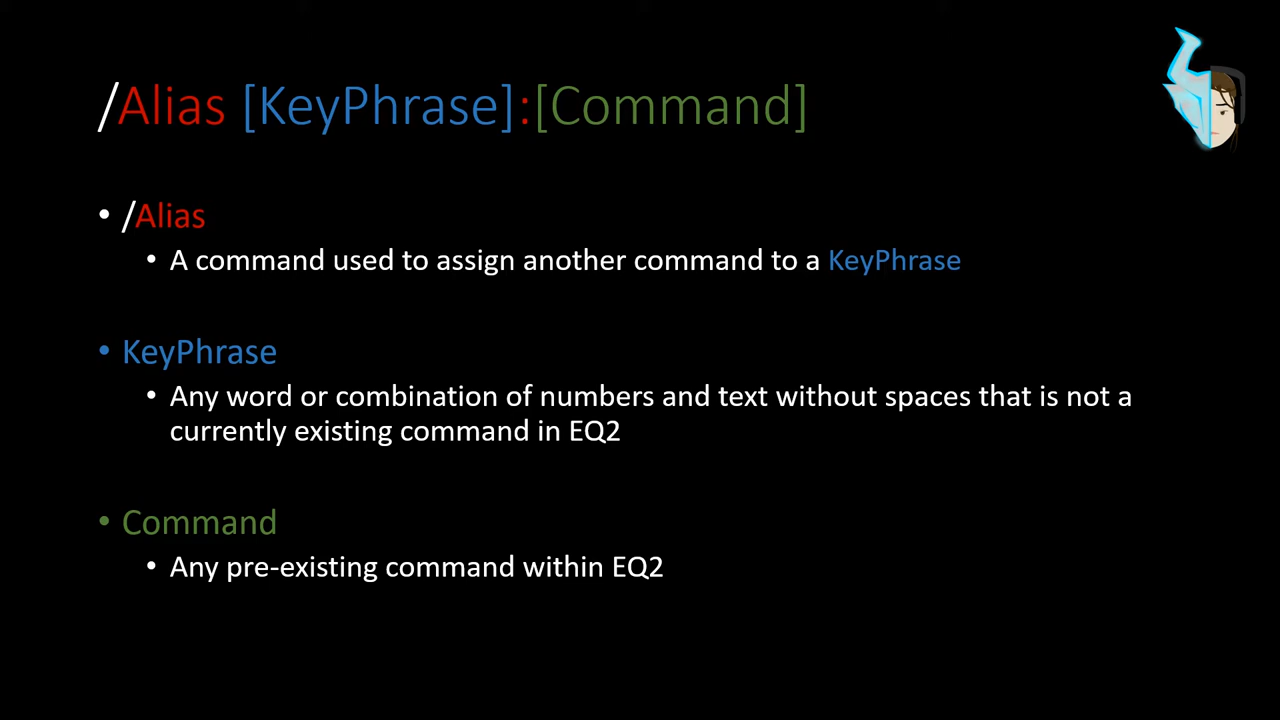 /Alias [KeyPhrase]:[Command]
• /Alias
• A command used to assign another command to a KeyPhrase
• KeyPhrase
• Any word or combination of numbers and text without spaces that is not a
currently existing command in EQ2
• Command
• Any pre-existing command within EQ2